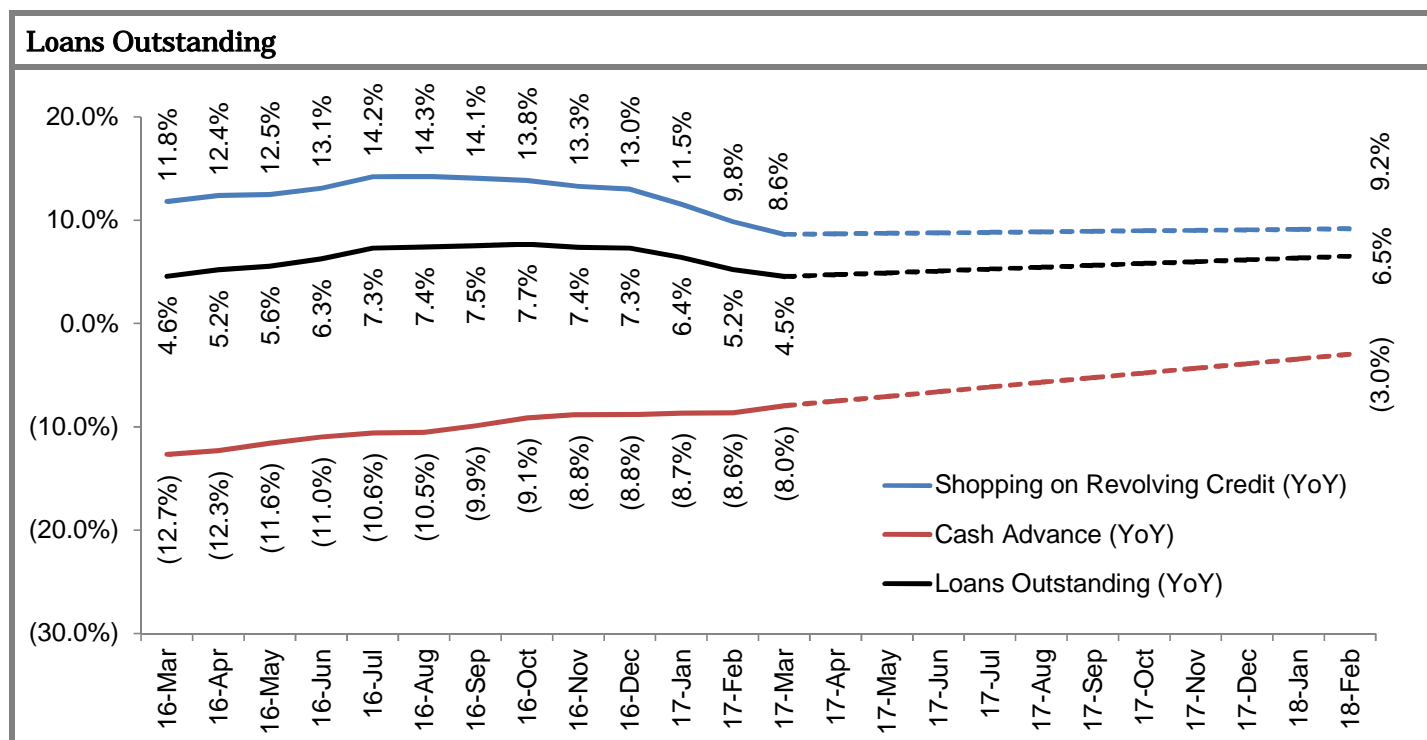 Loans Outstanding
11.8% 12.4% 12.5% 13.1% 14.2% 14.3% 14.1% 13.8% 13.3% 13.0% 11.5% 9.8% 8.6% 9.2%
4.6% 5.2% 5.6% 6.3% 7.3% 7.4% 7.5% 7.7% 7.4% 7.3% 6.4% 5.2% 4.5% 6.5%
(12.7%) (12.3%) (11.6%) (11.0%) (10.6%) (10.5%) (9.9%) (9.1%) (8.8%) (8.8%) (8.7%) (8.6%) (8.0%) (3.0%)
20.0%
10.0%
0.0%
(10.0%)
(20.0%)
(30.0%)
Shopping on Revolving Credit (YoY)
Cash Advance (YoY)
Loans Outstanding (YoY)
16-Mar 16-Apr 16-May 16-Jun 16-Jul 16-Aug 16-Sep 16-Oct 16-Nov 16-Dec 17-Jan 17-Feb 17-Mar 17-Apr 17-May 17-Jun 17-Jul 17-Aug 17-Sep 17-Oct 17-Nov 17-Dec 18-Jan 18-Feb